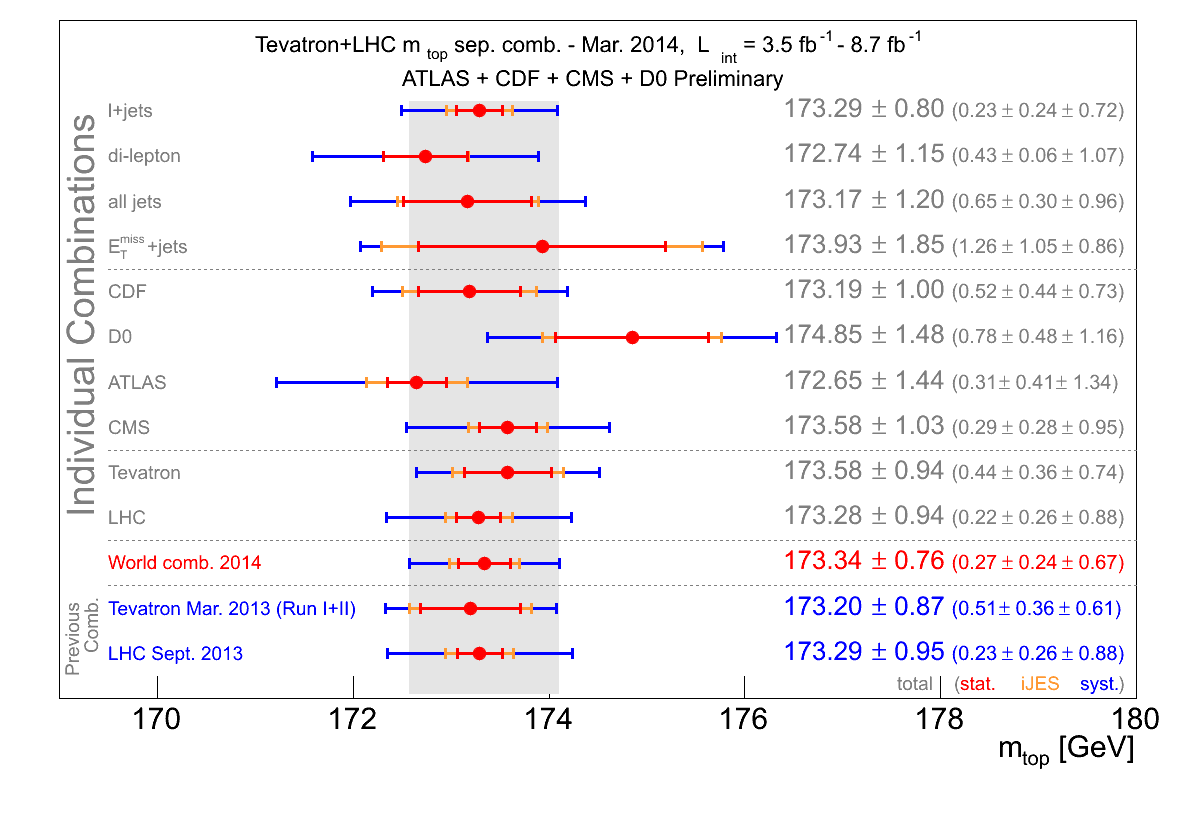 Tevatron+LHC m top sep. comb. - Mar. 2014, L int = 3.5 fb-1 - 8.7 fb-1
ATLAS + CDF + CMS + D0 Preliminary
Individual Combinations
l+jets 173.29 ± 0.80 (0.23 ± 0.24 ± 0.72)
di-lepton 172.74 ± 1.15 (0.43 ± 0.06 ± 1.07)
all jets 173.17 ± 1.20 (0.65 ± 0.30 ± 0.96)
E_T^miss+jets 173.93 ± 1.85 (1.26 ± 1.05 ± 0.86)
CDF 173.19 ± 1.00 (0.52 ± 0.44 ± 0.73)
D0 174.85 ± 1.48 (0.78 ± 0.48 ± 1.16)
ATLAS 172.65 ± 1.44 (0.31 ± 0.41 ± 1.34)
CMS 173.58 ± 1.03 (0.29 ± 0.28 ± 0.95)
Tevatron 173.58 ± 0.94 (0.44 ± 0.36 ± 0.74)
LHC 173.28 ± 0.94 (0.22 ± 0.26 ± 0.88)
World comb. 2014 173.34 ± 0.76 (0.27 ± 0.24 ± 0.67)
Previous
Comb.
Tevatron Mar. 2013 (Run I+II) 173.20 ± 0.87 (0.51 ± 0.36 ± 0.61)
LHC Sept. 2013 173.29 ± 0.95 (0.23 ± 0.26 ± 0.88)
total (stat. iJES syst.)
170 172 174 176 178 180
m_top [GeV]